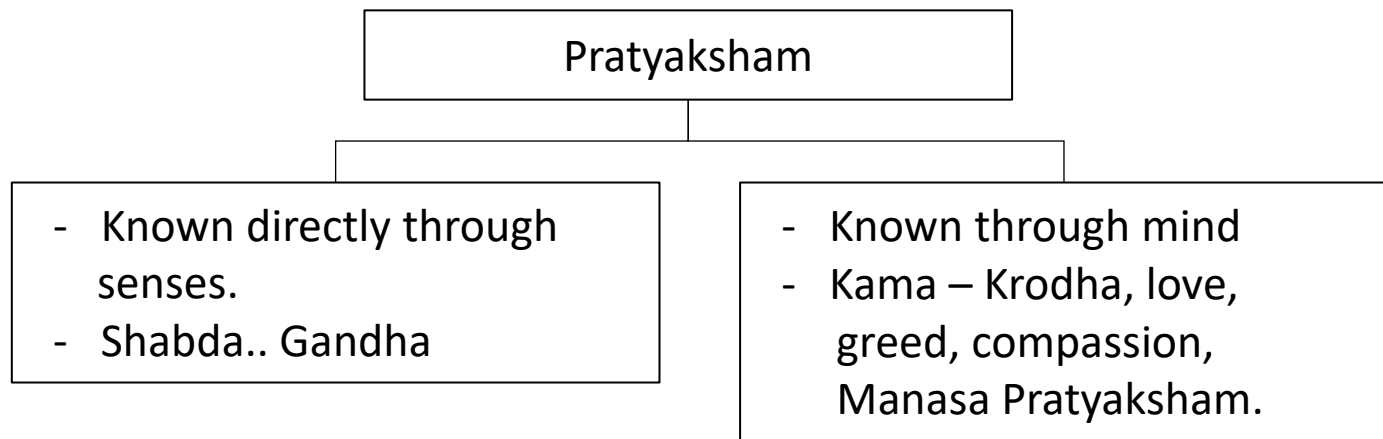 Pratyaksham
- Known directly through
senses.
- Shabda.. Gandha
- Known through mind
- Kama – Krodha, love,
greed, compassion,
Manasa Pratyaksham.